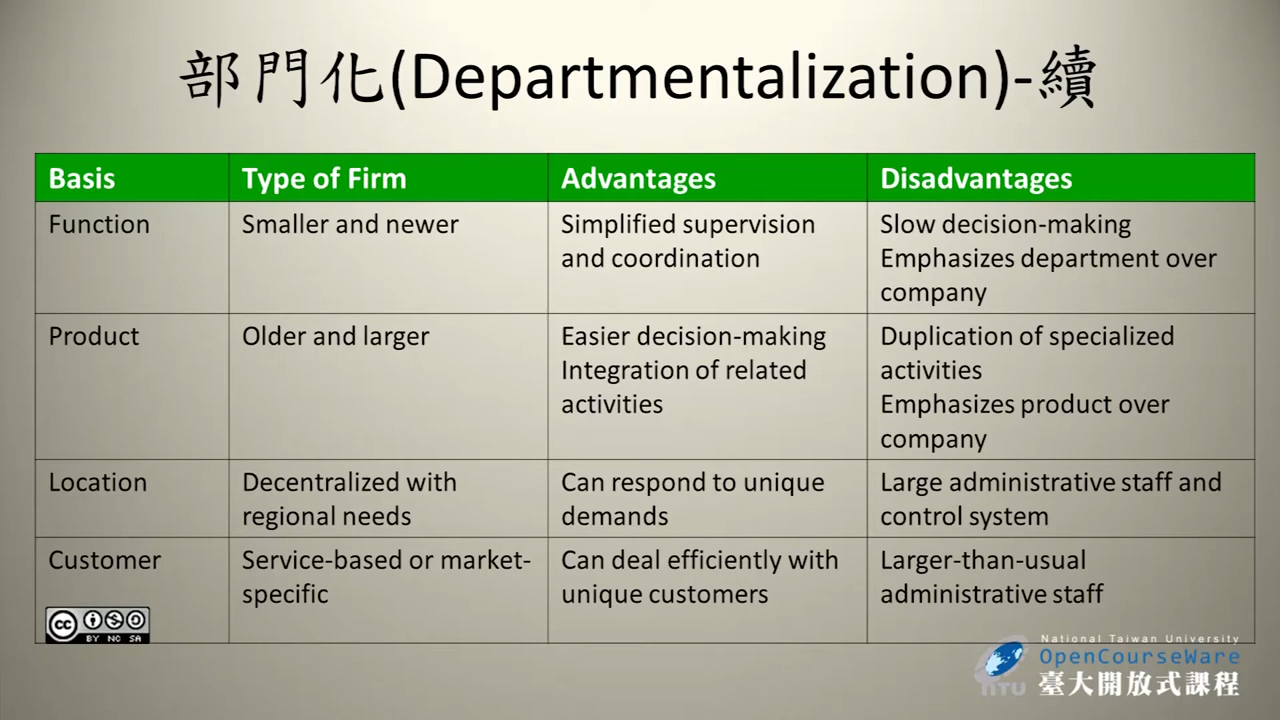 部門化(Departmentalization)-續
Basis Type of Firm Advantages Disadvantages
Function Smaller and newer Simplified supervision Slow decision-making
and coordination Emphasizes department over
company
Product Older and larger Easier decision-making Duplication of specialized
Integration of related activities
activities Emphasizes product over
company
Location Decentralized with Can respond to unique Large administrative staff and
regional needs demands control system
Customer Service-based or market- Can deal efficiently with Larger-than-usual
specific unique customers administrative staff
cc BY NC SA
National Taiwan University
OpenCourseWare
NTU 臺大開放式課程